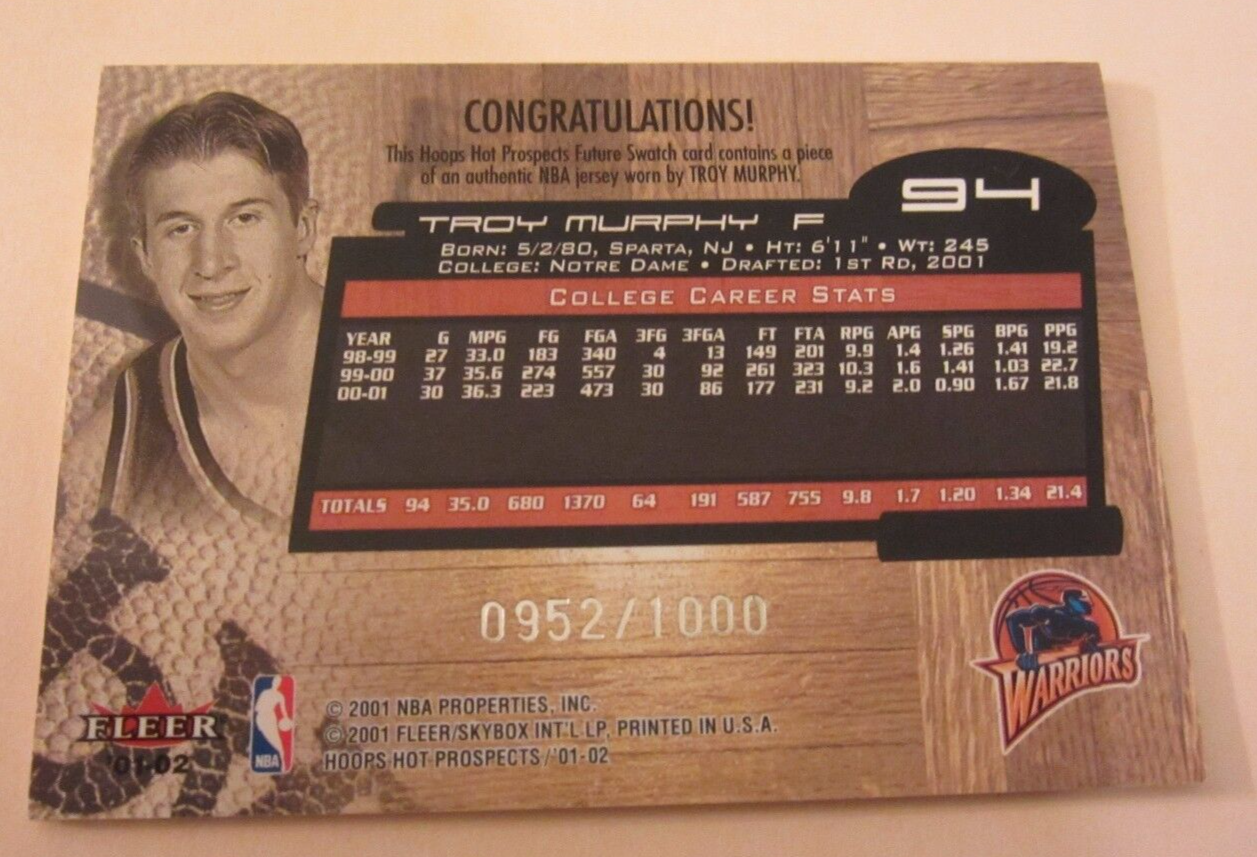 CONGRATULATIONS!
This Hoops Hot Prospects Future Swatch card contains a piece
of an authentic NBA jersey worn by TROY MURPHY.
94
TROY MURPHY F
BORN: 5/2/80, SPARTA, NJ • HT: 6'11" • WT: 245
COLLEGE: NOTRE DAME • DRAFTED: 1ST RD, 2001
COLLEGE CAREER STATS
YEAR G MPG FG FGA 3FG 3FGA FT FTA RPG APG SPG BPG PPG
98-99 27 33.0 183 340 4 13 149 201 9.9 1.4 1.26 1.41 19.2
99-00 37 35.6 274 557 30 92 261 323 10.3 1.6 1.41 1.03 22.7
00-01 30 36.3 223 473 30 86 177 231 9.2 2.0 0.90 1.67 21.8
TOTALS 94 35.0 680 1370 64 191 587 755 9.8 1.7 1.20 1.34 21.4
0952/1000
WARRIORS
FLEER
'01-02
NBA
© 2001 NBA PROPERTIES, INC.
© 2001 FLEER/SKYBOX INT'L LP, PRINTED IN U.S.A.
HOOPS HOT PROSPECTS/'01-02